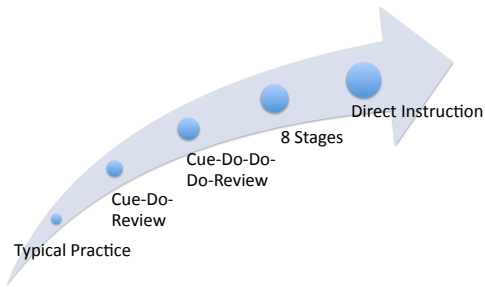 Typical Practice
Cue-Do-
Review
Cue-Do-Do-
Do-Review
8 Stages
Direct Instruction